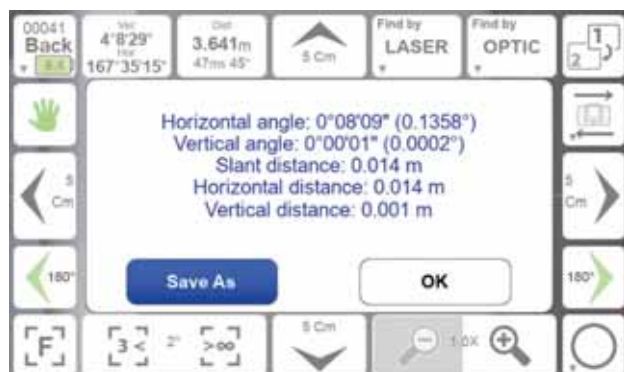 00041
Back
Ver
4°8'29"
Hor
167°35'15"
Dist
3.641m
47ms 45°
5 Cm
Find by
LASER
Find by
OPTIC
1
2
Horizontal angle: 0°08'09" (0.1358°)
Vertical angle: 0°00'01" (0.0002°)
Slant distance: 0.014 m
Horizontal distance: 0.014 m
Vertical distance: 0.001 m
5
Cm
5
Cm
180°
180°
Save As
OK
F
3 <
2°
>∞
5 Cm
1.0X